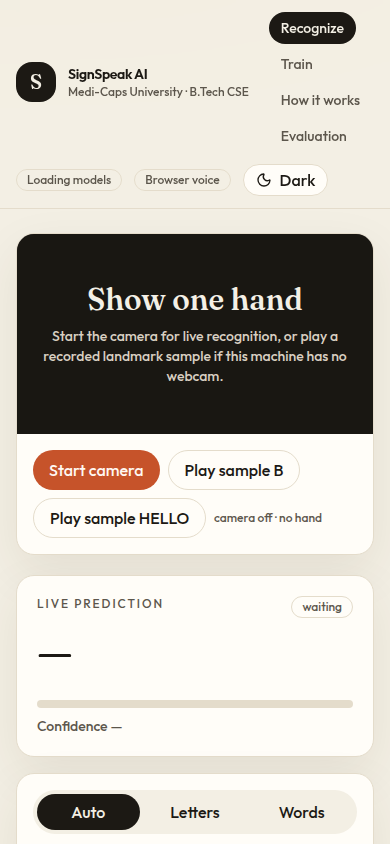 Recognize
S
SignSpeak AI
Medi-Caps University · B.Tech CSE
Train
How it works
Evaluation
Loading models
Browser voice
Dark
Show one hand
Start the camera for live recognition, or play a
recorded landmark sample if this machine has no
webcam.
Start camera
Play sample B
Play sample HELLO
camera off · no hand
LIVE PREDICTION
waiting
—
Confidence —
Auto
Letters
Words